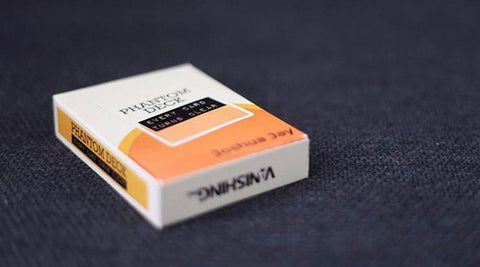 PHANTOM
DECK
EVERY CARD
TURNS CLEAR
Joshua Jay
PHANTOM DECK
VANISHING